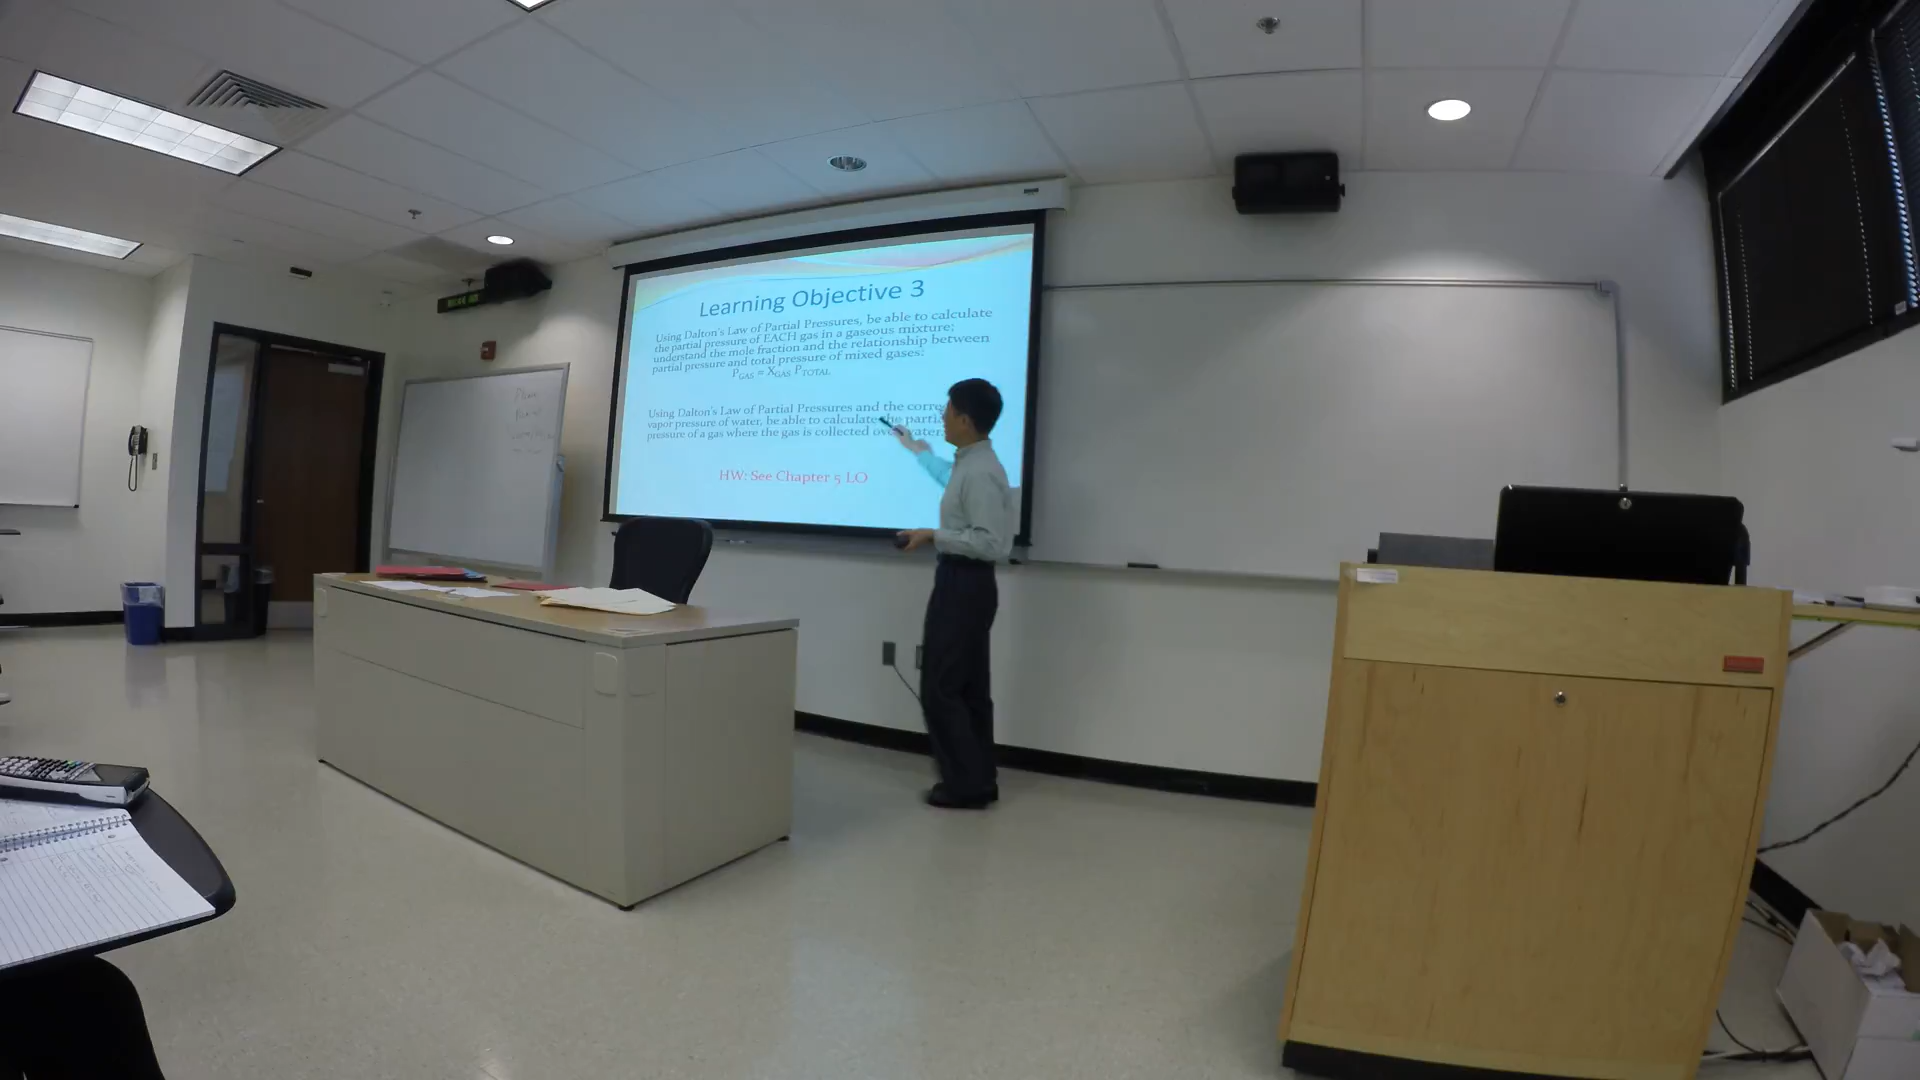 Learning Objective 3
Using Dalton's Law of Partial Pressures, be able to calculate
the partial pressure of EACH gas in a gaseous mixture;
understand the mole fraction and the relationship between
partial pressure and total pressure of mixed gases:
PGAS = XGAS PTOTAL
Using Dalton's Law of Partial Pressures and the
vapor pressure of water, be able to calculate the
pressure of a gas where the gas is collected over water.
HW: See Chapter 5 LO